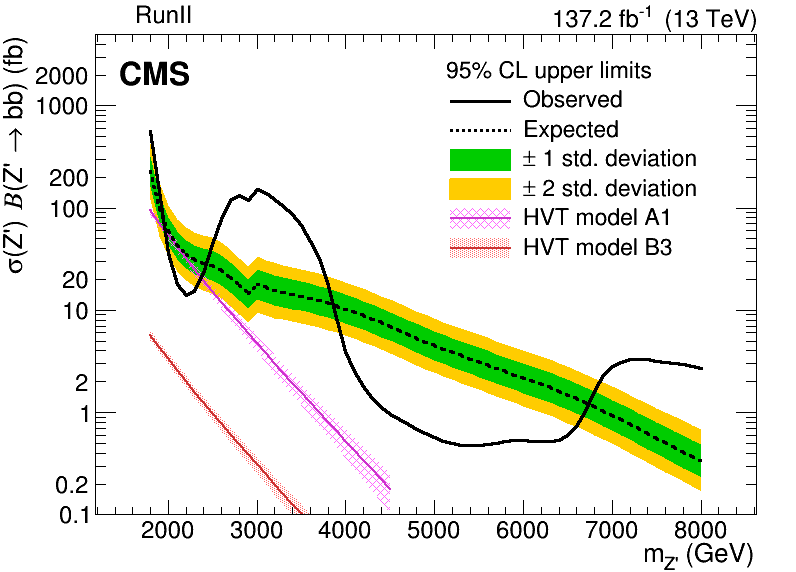 RunII
137.2 fb⁻¹ (13 TeV)
CMS
95% CL upper limits
Observed
Expected
± 1 std. deviation
± 2 std. deviation
HVT model A1
HVT model B3
σ(Z') B(Z' → bb) (fb)
2000
1000
200
100
20
10
2
1
0.2
0.1
2000 3000 4000 5000 6000 7000 8000
m_Z' (GeV)